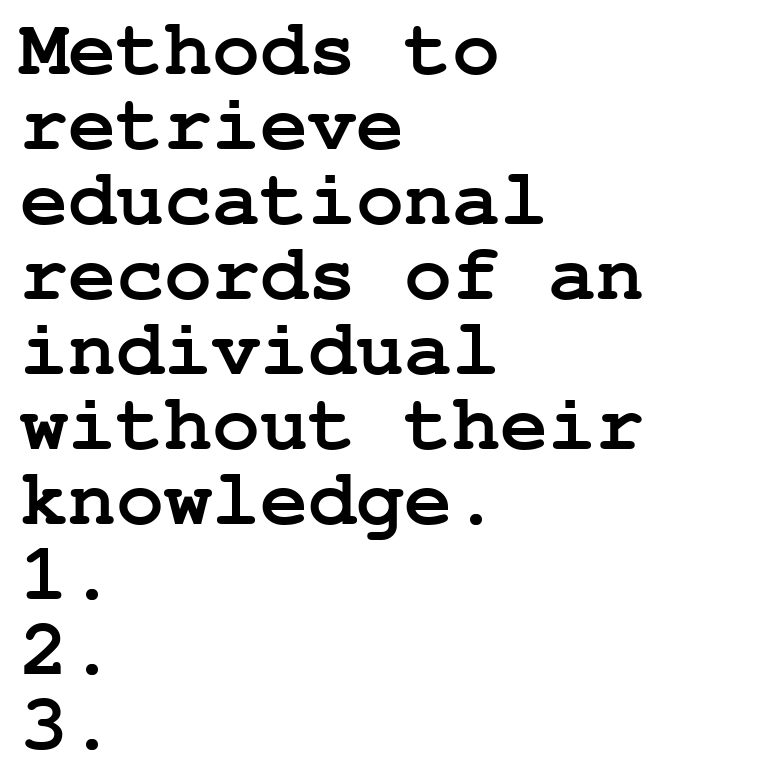 Methods to
retrieve
educational
records of an
individual
without their
knowledge.
1.
2.
3.